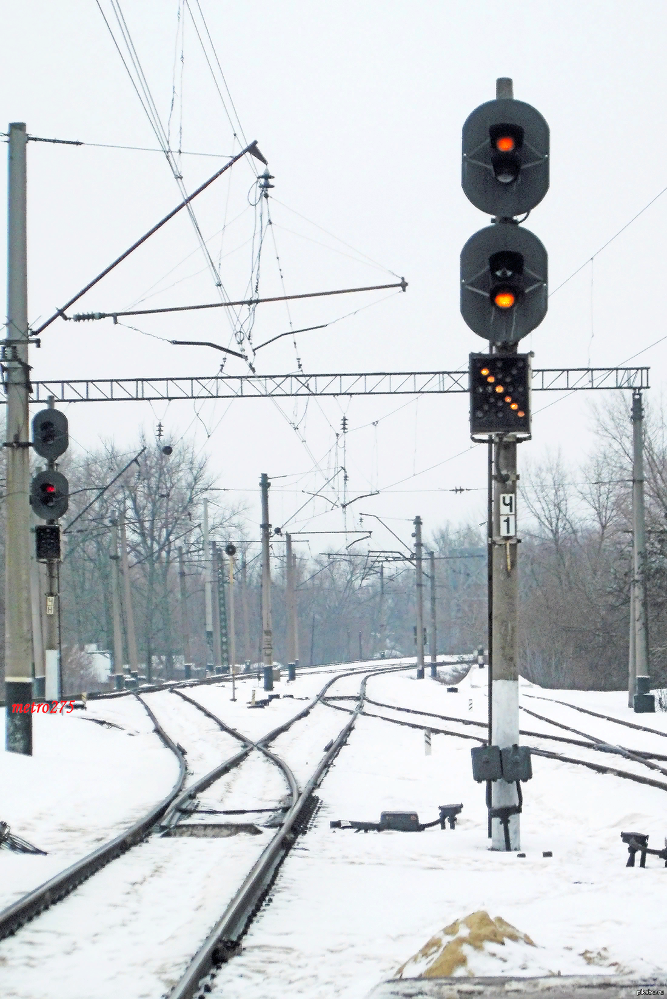 Ч
1
Ч
Н
metro275
pikabu.ru